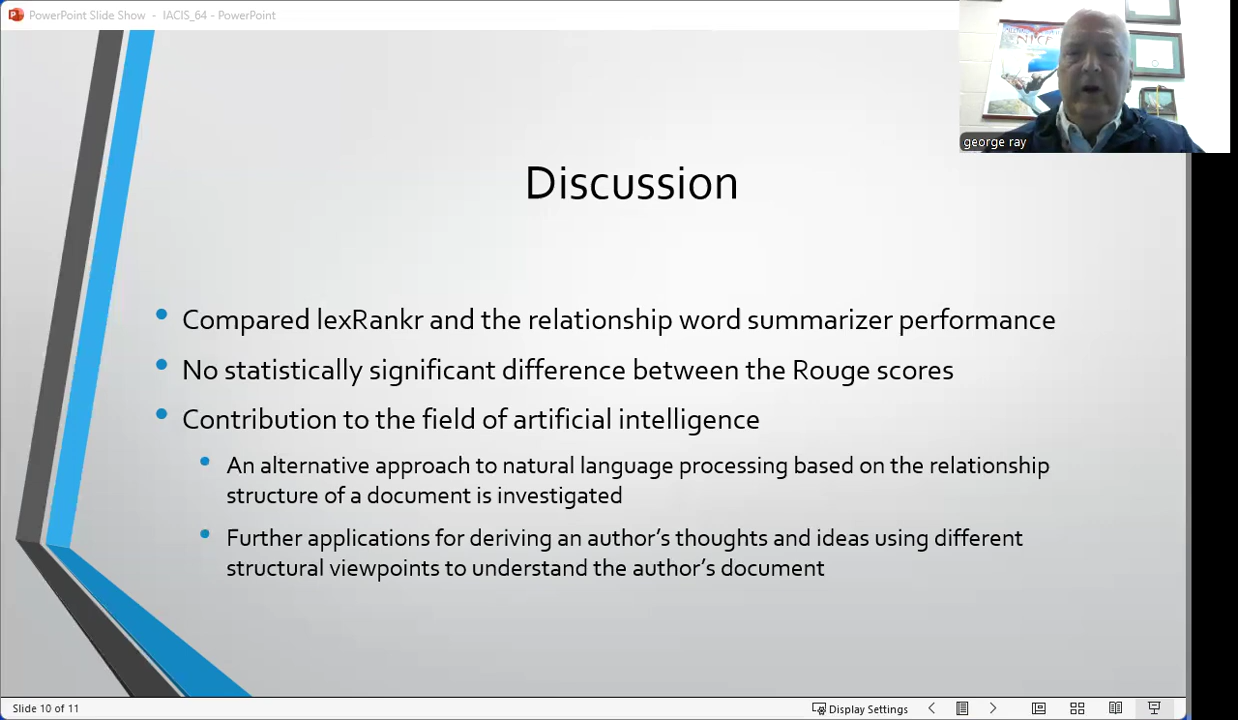 PowerPoint Slide Show - IACIS_64 - PowerPoint
NICE
george ray
Discussion
• Compared lexRankr and the relationship word summarizer performance
• No statistically significant difference between the Rouge scores
• Contribution to the field of artificial intelligence
• An alternative approach to natural language processing based on the relationship
structure of a document is investigated
• Further applications for deriving an author’s thoughts and ideas using different
structural viewpoints to understand the author’s document
Slide 10 of 11
Display Settings